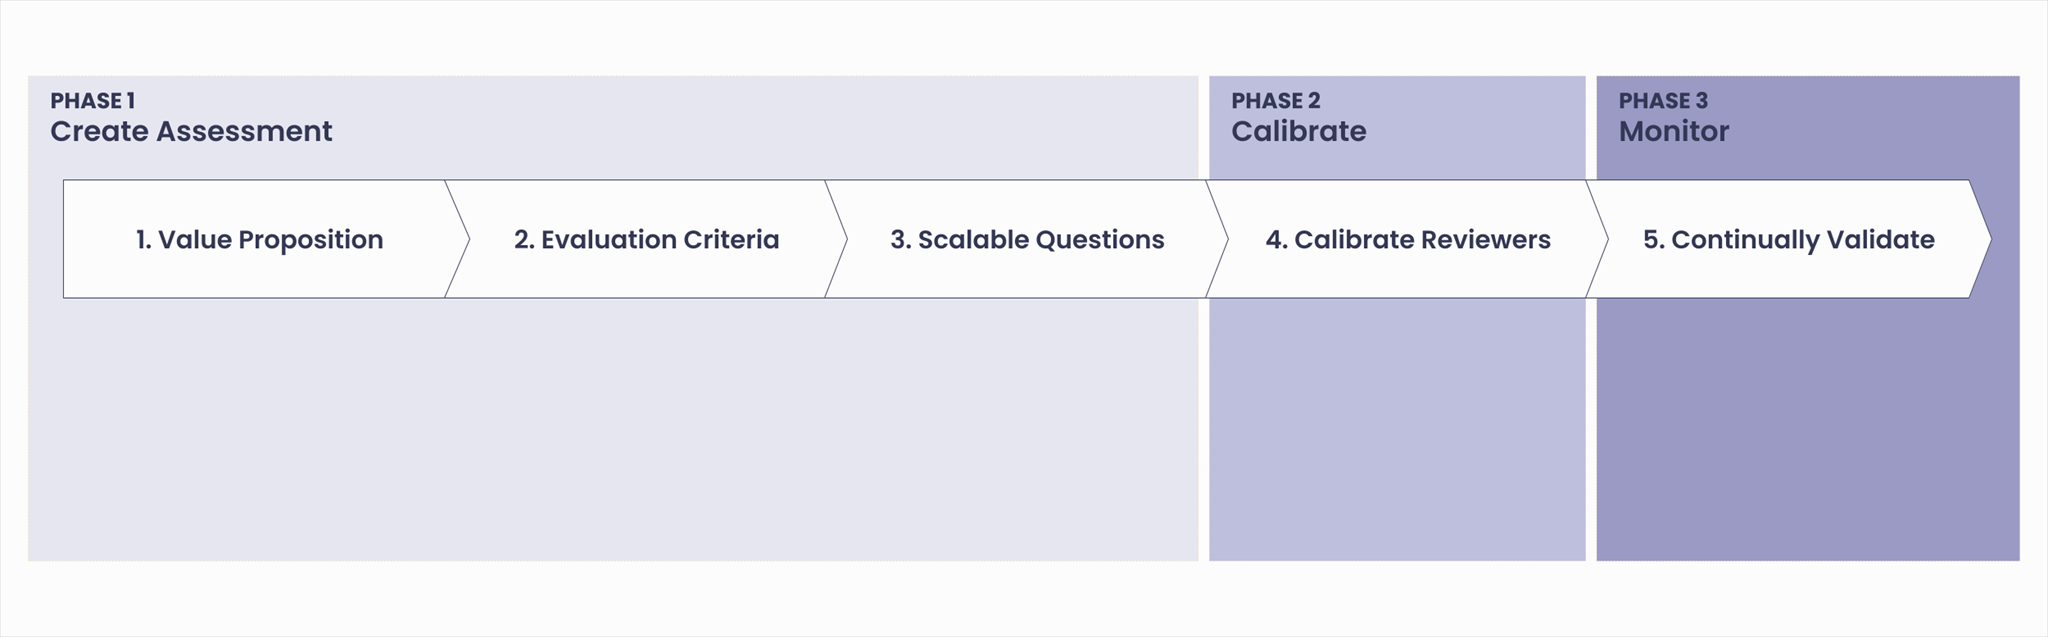 PHASE 1
Create Assessment
PHASE 2
Calibrate
PHASE 3
Monitor
1. Value Proposition
2. Evaluation Criteria
3. Scalable Questions
4. Calibrate Reviewers
5. Continually Validate